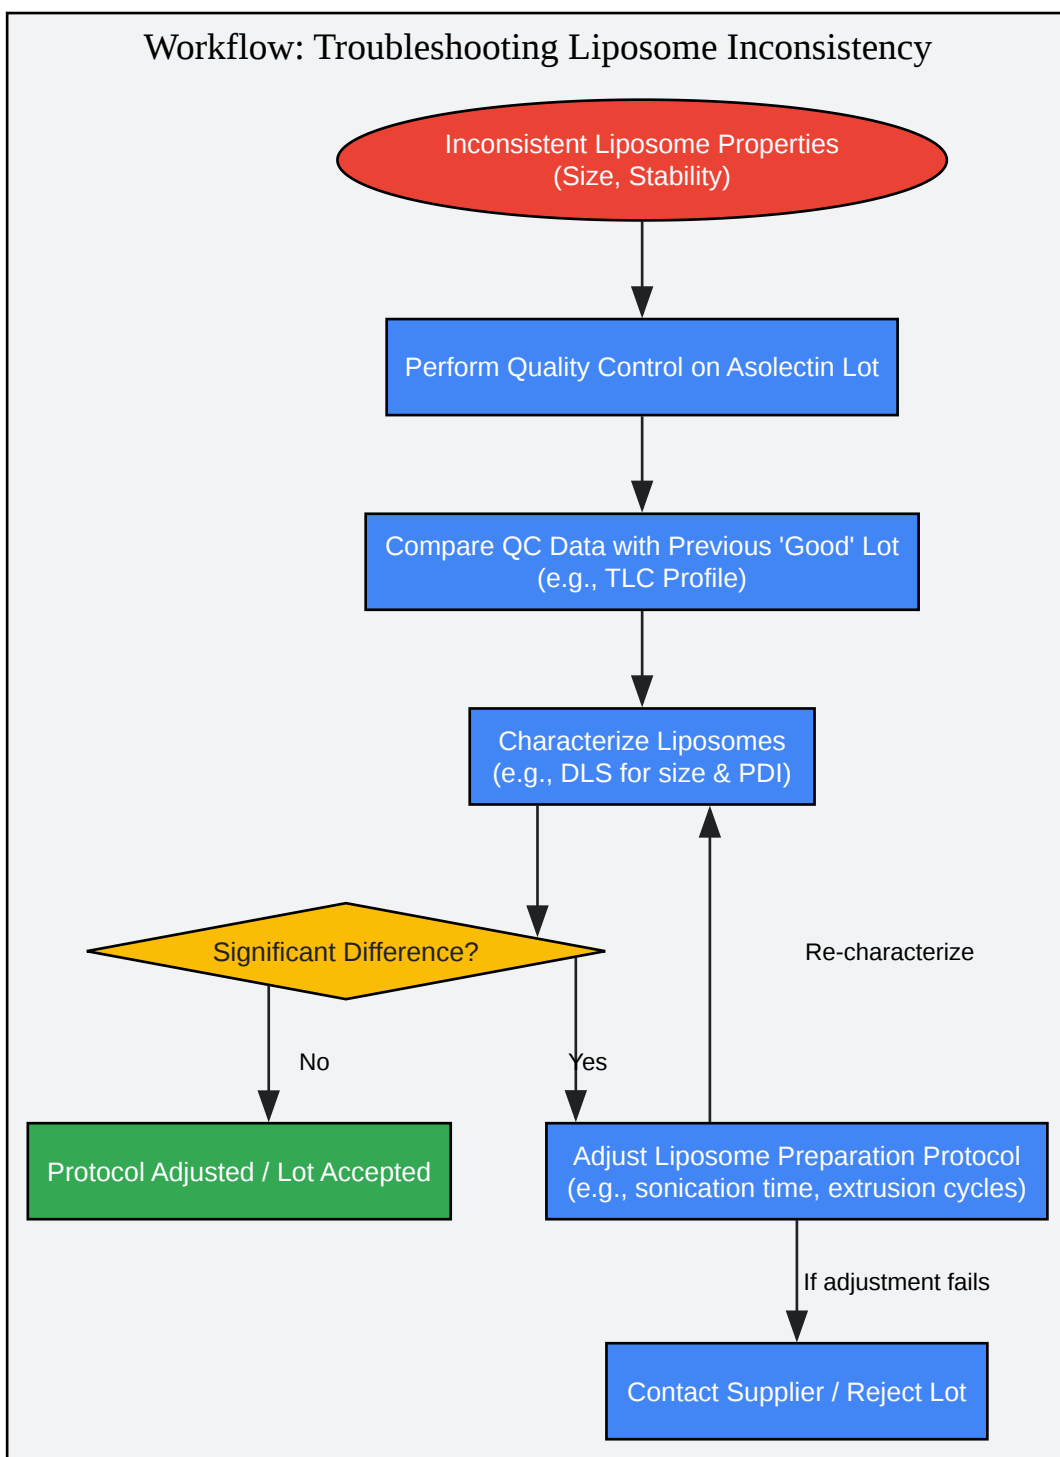 Workflow: Troubleshooting Liposome Inconsistency
Inconsistent Liposome Properties
(Size, Stability)
Perform Quality Control on Asolectin Lot
Compare QC Data with Previous 'Good' Lot
(e.g., TLC Profile)
Characterize Liposomes
(e.g., DLS for size & PDI)
Significant Difference?
Re-characterize
No
Yes
Protocol Adjusted / Lot Accepted
Adjust Liposome Preparation Protocol
(e.g., sonication time, extrusion cycles)
If adjustment fails
Contact Supplier / Reject Lot